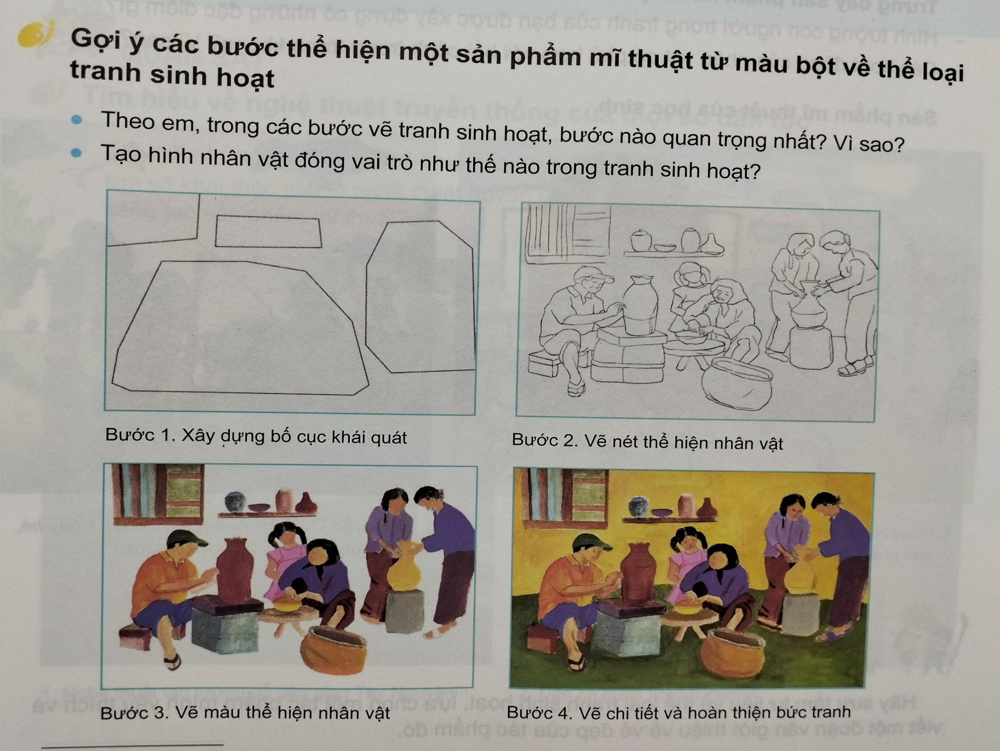 Gợi ý các bước thể hiện một sản phẩm mĩ thuật từ màu bột về thể loại
tranh sinh hoạt
Theo em, trong các bước vẽ tranh sinh hoạt, bước nào quan trọng nhất? Vì sao?
Tạo hình nhân vật đóng vai trò như thế nào trong tranh sinh hoạt?
Bước 1. Xây dựng bố cục khái quát
Bước 2. Vẽ nét thể hiện nhân vật
Bước 3. Vẽ màu thể hiện nhân vật
Bước 4. Vẽ chi tiết và hoàn thiện bức tranh